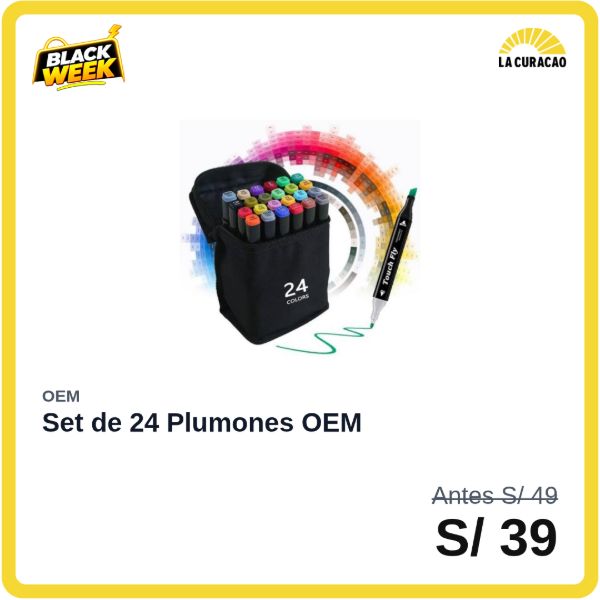 BLACK
WEEK
LA CURACAO
24
COLORS
Touch Fly
OEM
Set de 24 Plumones OEM
Antes S/ 49
S/ 39